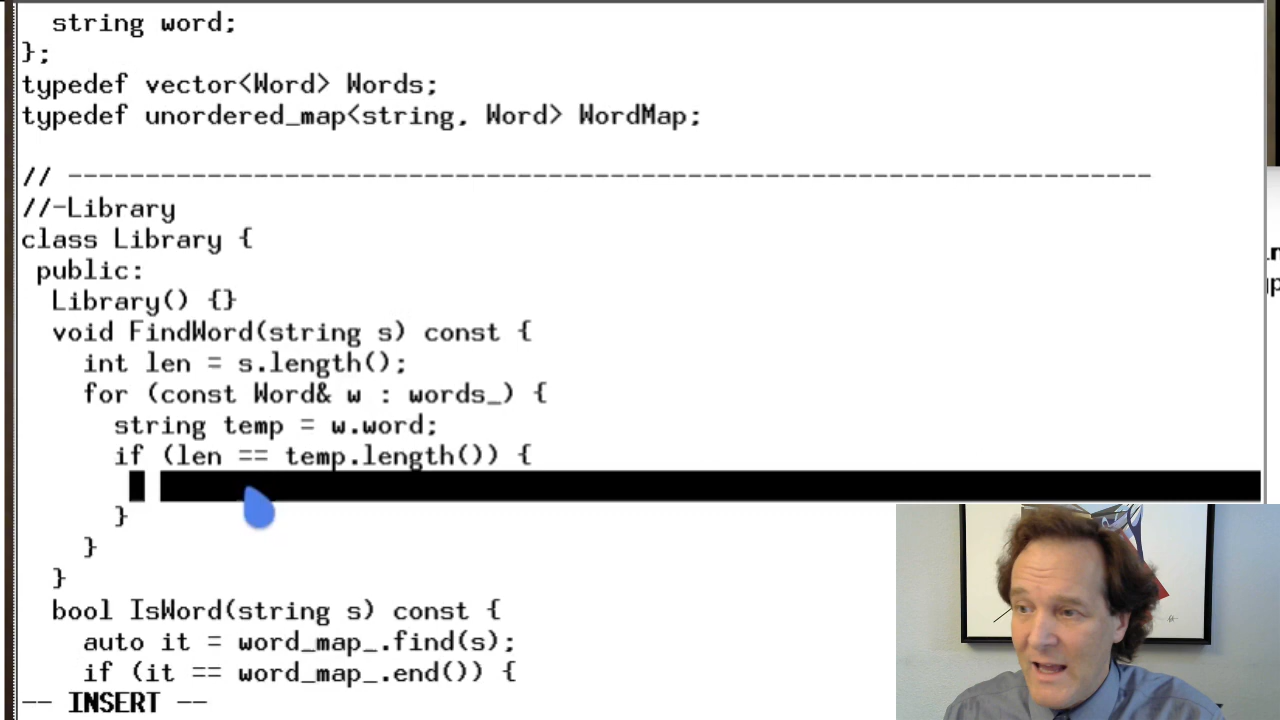 string word;
};
typedef vector<Word> Words;
typedef unordered_map<string, Word> WordMap;
// ----------------------------------------------------------------------
//-Library
class Library {
public:
Library() {}
void FindWord(string s) const {
int len = s.length();
for (const Word& w : words_) {
string temp = w.word;
if (len == temp.length()) {
}
}
}
bool IsWord(string s) const {
auto it = word_map_.find(s);
if (it == word_map_.end()) {
-- INSERT --